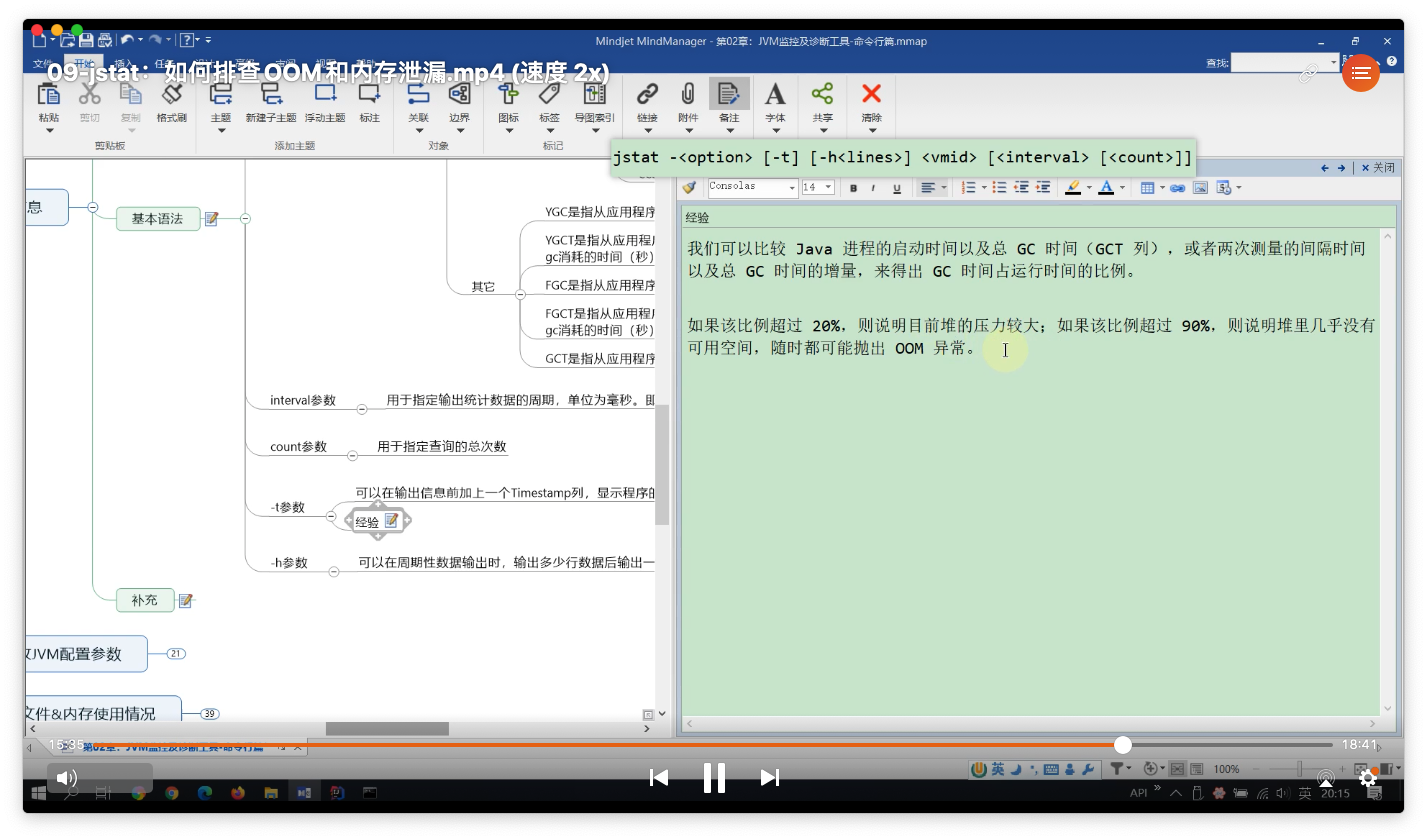 Mindjet MindManager - 第02章：JVM监控及诊断工具-命令行篇.mmap
文件 开始 插入
查找:
09-jstat：如何排查OOM和内存泄漏.mp4 (速度 2x)
粘贴 剪切 复制 格式刷 主题 新建子主题 浮动主题 标注 关联 边界 图标 标签 导图索引 链接 附件 备注 字体 共享 清除
剪贴板 添加主题 对象 标记
jstat -<option> [-t] [-h<lines>] <vmid> [<interval> [<count>]]
关闭
Consolas 14 B I U
息
基本语法
YGC是指从应用程序
YGCT是指从应用程
gc消耗的时间（秒）
其它
FGC是指从应用程序
FGCT是指从应用程
gc消耗的时间（秒）
GCT是指从应用程序
interval参数
用于指定输出统计数据的周期，单位为毫秒。即
count参数
用于指定查询的总次数
-t参数
可以在输出信息前加上一个Timestamp列，显示程序的
经验
-h参数
可以在周期性数据输出时，输出多少行数据后输出一
补充
JVM配置参数
21
文件&内存使用情况
39
经验
我们可以比较 Java 进程的启动时间以及总 GC 时间（GCT 列），或者两次测量的间隔时间
以及总 GC 时间的增量，来得出 GC 时间占运行时间的比例。
如果该比例超过 20%，则说明目前堆的压力较大；如果该比例超过 90%，则说明堆里几乎没有
可用空间，随时都可能抛出 OOM 异常。
15:35
第02章：JVM监控及诊断工具-命令行篇
18:41
英
100%
API
英
20:15